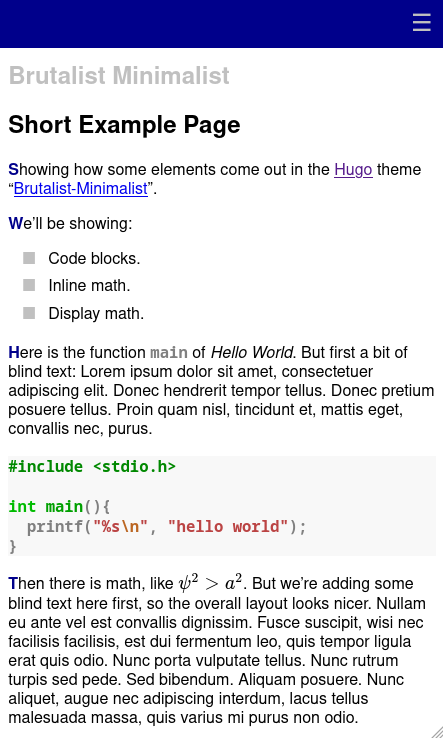 ☰
Brutalist Minimalist
Short Example Page
Showing how some elements come out in the Hugo theme
“Brutalist-Minimalist”.
We’ll be showing:
Code blocks.
Inline math.
Display math.
Here is the function main of Hello World. But first a bit of
blind text: Lorem ipsum dolor sit amet, consectetuer
adipiscing elit. Donec hendrerit tempor tellus. Donec pretium
posuere tellus. Proin quam nisl, tincidunt et, mattis eget,
convallis nec, purus.
#include <stdio.h>
int main(){
  printf("%s\n", "hello world");
}
Then there is math, like ψ² > a². But we’re adding some
blind text here first, so the overall layout looks nicer. Nullam
eu ante vel est convallis dignissim. Fusce suscipit, wisi nec
facilisis facilisis, est dui fermentum leo, quis tempor ligula
erat quis odio. Nunc porta vulputate tellus. Nunc rutrum
turpis sed pede. Sed bibendum. Aliquam posuere. Nunc
aliquet, augue nec adipiscing interdum, lacus tellus
malesuada massa, quis varius mi purus non odio.